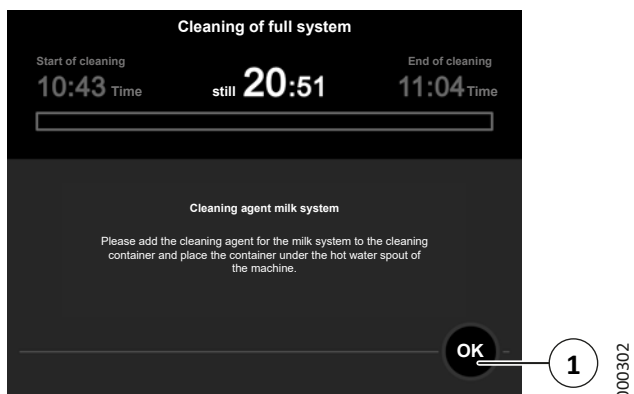 Cleaning of full system
Start of cleaning
End of cleaning
10:43 Time
still 20:51
11:04 Time
Cleaning agent milk system
Please add the cleaning agent for the milk system to the cleaning
container and place the container under the hot water spout of
the machine.
OK
1